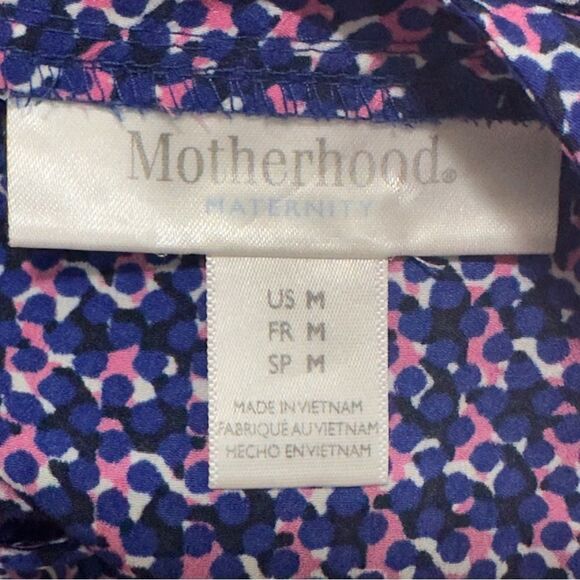 Motherhood®
MATERNITY
US M
FR M
SP M
MADE IN VIETNAM
FABRIQUÉ AU VIETNAM
HECHO EN VIETNAM